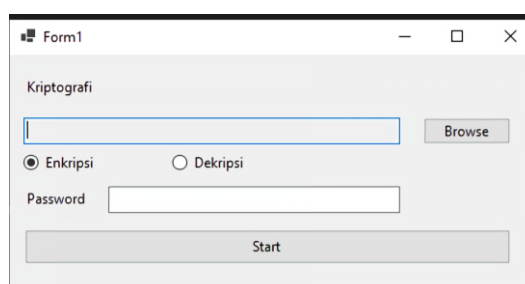 Form1
Kriptografi
Browse
Enkripsi Dekripsi
Password
Start